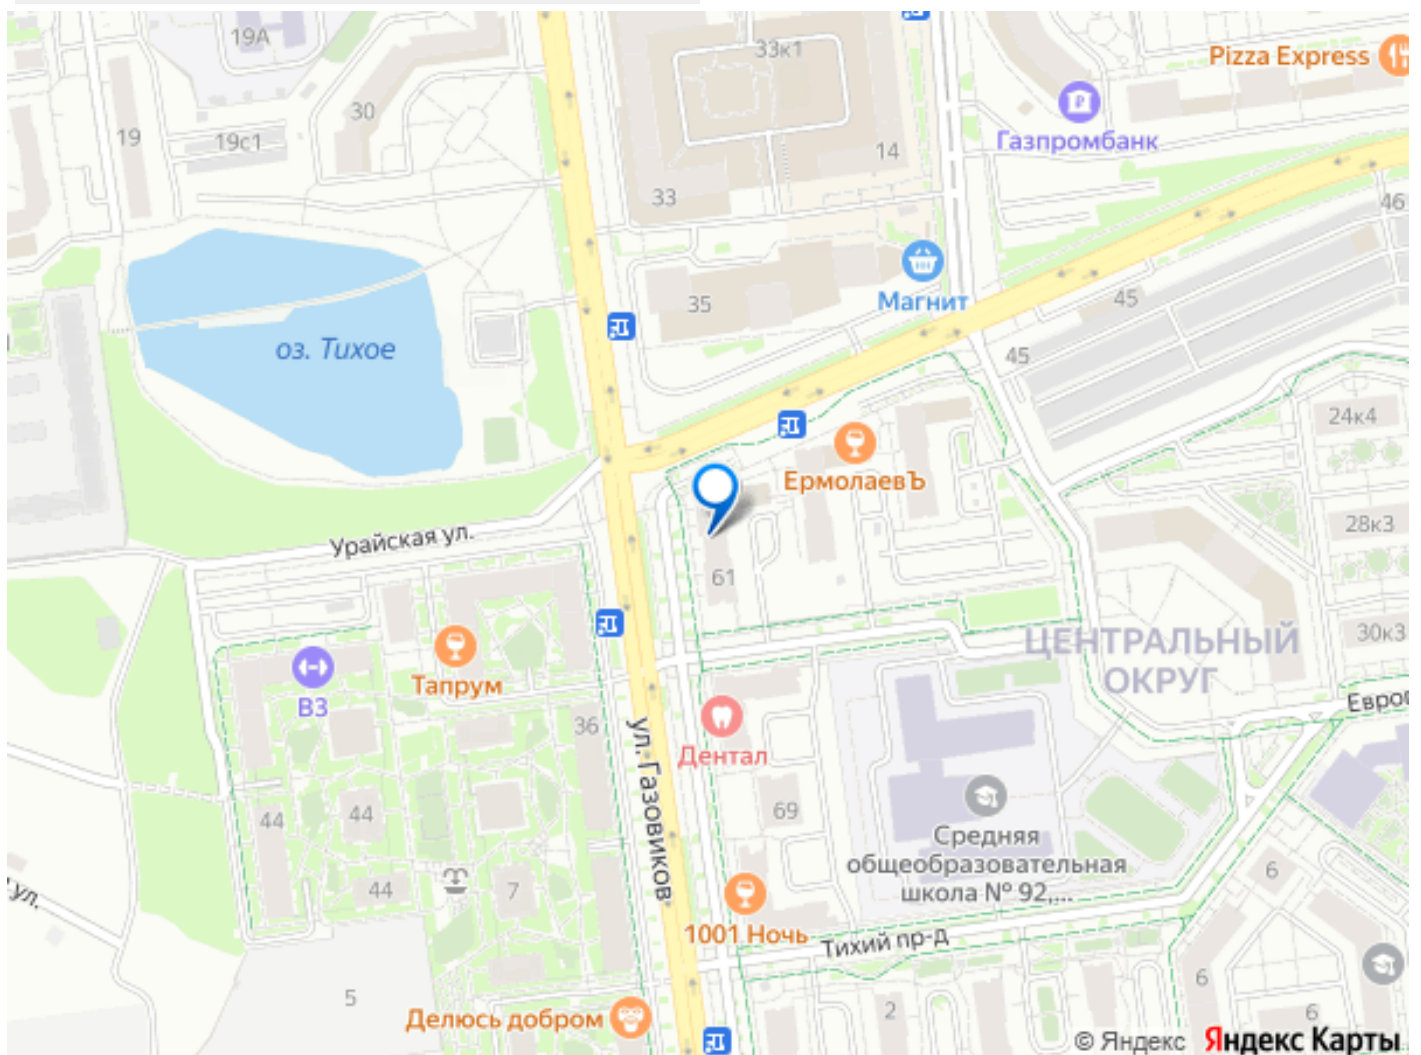 19А
33к1
Pizza Express
30
19
19с1
Газпромбанк
14
33
46
Магнит
35
45
оз. Тихое
45
24к4
ЕрмолаевЪ
28к3
Урайская ул.
61
30к3
ЦЕНТРАЛЬНЫЙ
ОКРУГ
Тапрум
В3
Европ
36
Дентал
ул. Газовиков
44
44
69
Средняя
общеобразовательная
школа № 92,...
6
44
7
ул.
1001 Ночь
Тихий пр-д
6
5
2
6
Делюсь добром
© Яндекс Яндекс Карты